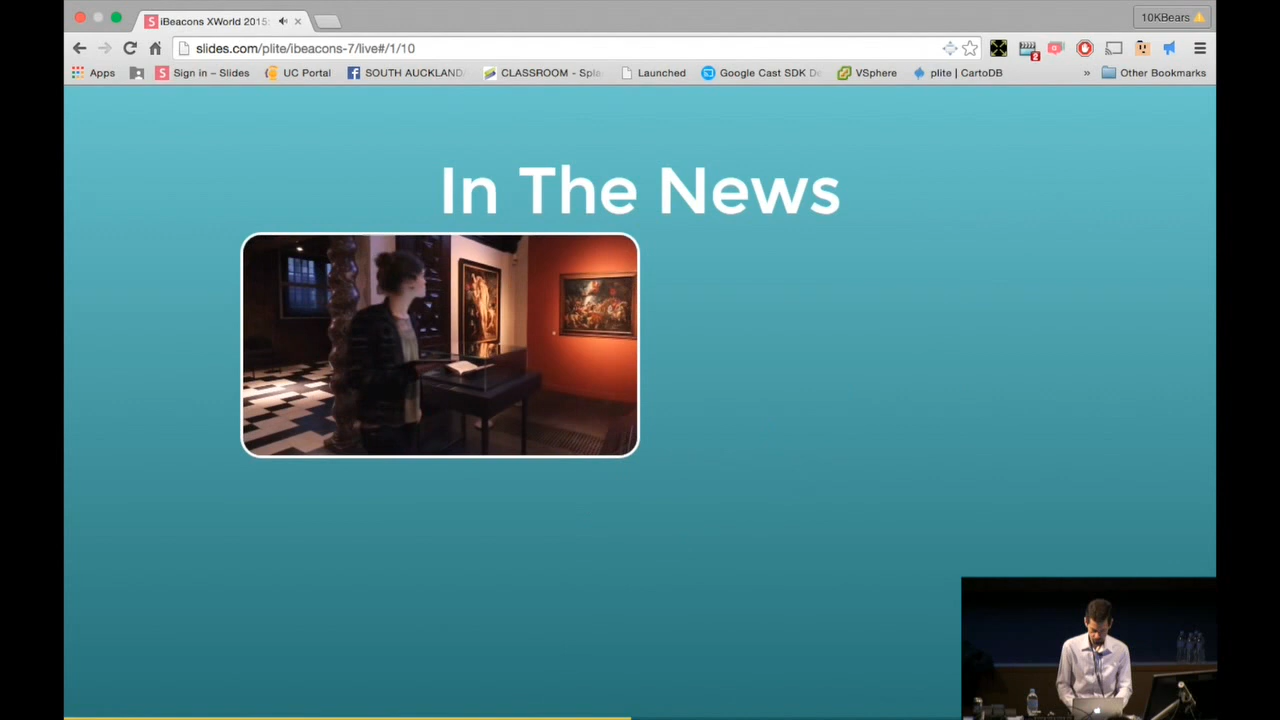 iBeacons XWorld 2015:
10KBears
slides.com/plite/ibeacons-7/live#/1/10
2
Apps
Sign in – Slides
UC Portal
SOUTH AUCKLAND
CLASSROOM - Spla
Launched
Google Cast SDK De
VSphere
plite | CartoDB
»
Other Bookmarks
In The News